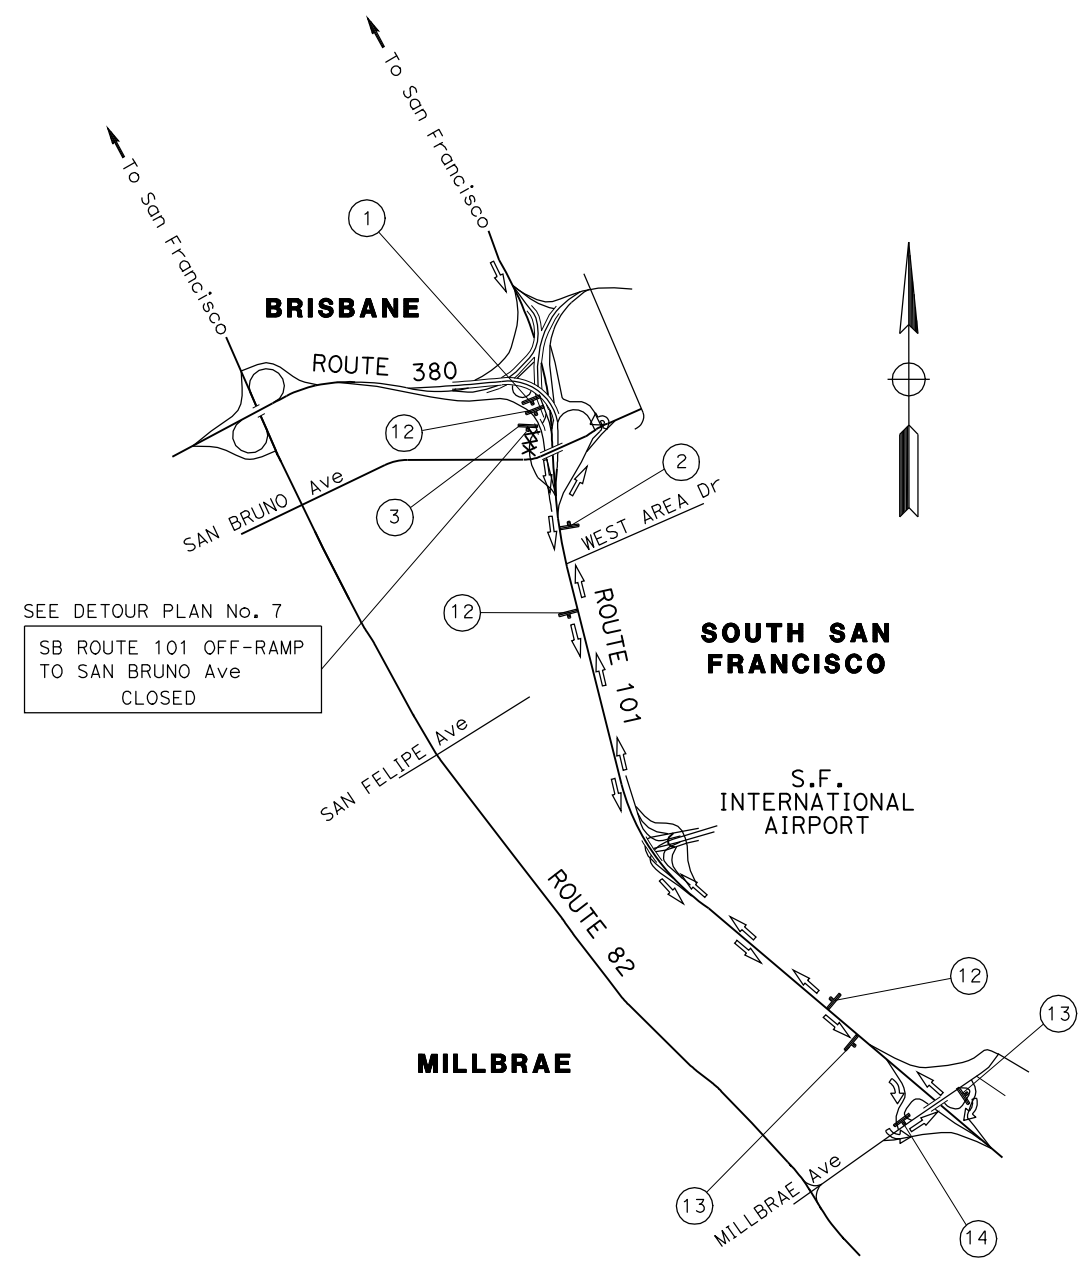 To San Francisco
To San Francisco
1
BRISBANE
ROUTE 380
12
2
3
SAN BRUNO Ave
WEST AREA Dr
SEE DETOUR PLAN No. 7
SB ROUTE 101 OFF-RAMP
TO SAN BRUNO Ave
CLOSED
12
ROUTE 101
SOUTH SAN
FRANCISCO
SAN FELIPE Ave
S.F.
INTERNATIONAL
AIRPORT
ROUTE 82
12
13
MILLBRAE
13
MILLBRAE Ave
14